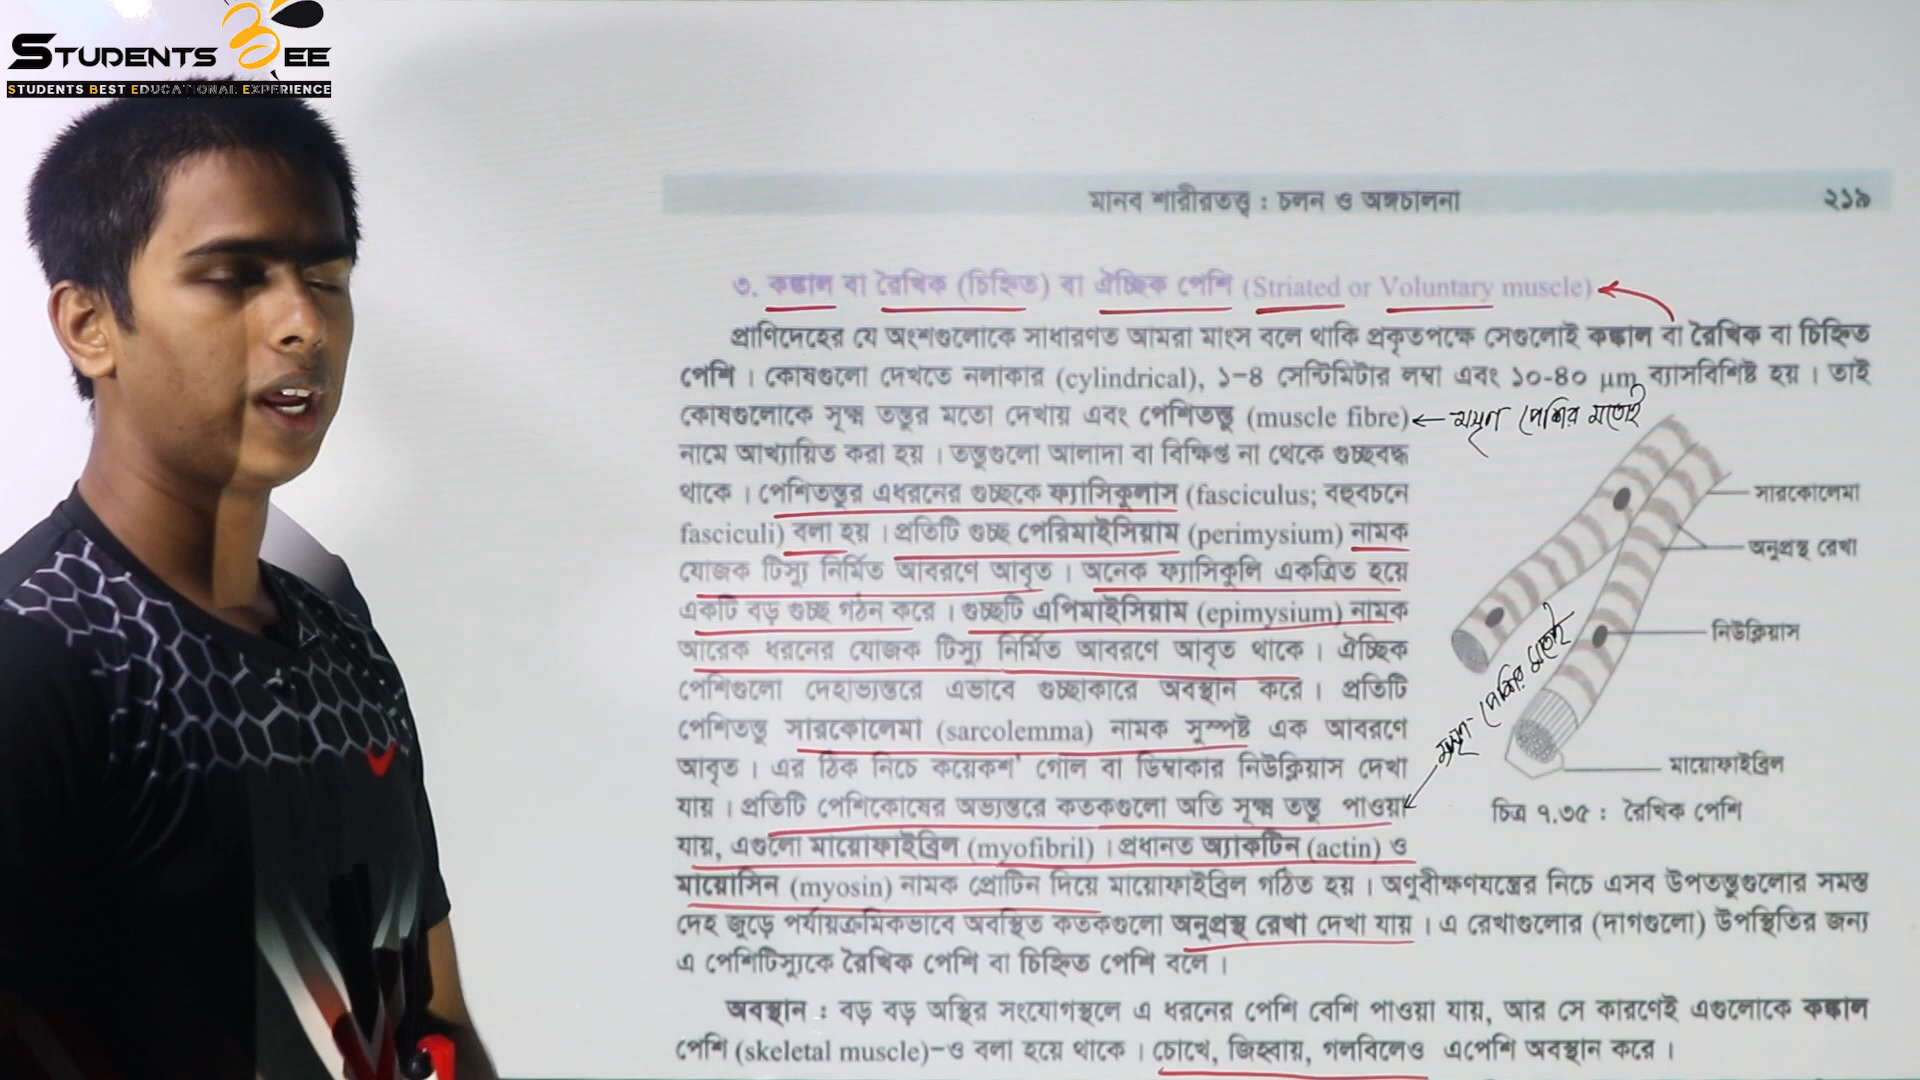 STUDENTS BEE
STUDENTS BEST EDUCATIONAL EXPERIENCE
মানব শারীরতত্ত্ব : চলন ও অঙ্গচালনা ২১৯
৩. কঙ্কাল বা রৈখিক (চিহ্নিত) বা ঐচ্ছিক পেশি (Striated or Voluntary muscle)
প্রাণিদেহের যে অংশগুলোকে সাধারণত আমরা মাংস বলে থাকি প্রকৃতপক্ষে সেগুলোই কঙ্কাল বা রৈখিক বা চিহ্নিত
পেশি । কোষগুলো দেখতে নলাকার (cylindrical), ১-৪ সেন্টিমিটার লম্বা এবং ১০-৪০ μm ব্যাসবিশিষ্ট হয় । তাই
কোষগুলোকে সূক্ষ্ম তন্তুর মতো দেখায় এবং পেশিতন্তু (muscle fibre) ← মসৃণ পেশির মতোই
নামে আখ্যায়িত করা হয় । তন্তুগুলো আলাদা বা বিক্ষিপ্ত না থেকে গুচ্ছবদ্ধ
থাকে । পেশিতন্তুর এধরনের গুচ্ছকে ফ্যাসিকুলাস (fasciculus; বহুবচনে
fasciculi) বলা হয় । প্রতিটি গুচ্ছ পেরিমাইসিয়াম (perimysium) নামক
যোজক টিস্যু নির্মিত আবরণে আবৃত । অনেক ফ্যাসিকুলি একত্রিত হয়ে
একটি বড় গুচ্ছ গঠন করে । গুচ্ছটি এপিমাইসিয়াম (epimysium) নামক
আরেক ধরনের যোজক টিস্যু নির্মিত আবরণে আবৃত থাকে । ঐচ্ছিক
পেশিগুলো দেহাভ্যন্তরে এভাবে গুচ্ছাকারে অবস্থান করে । প্রতিটি
পেশিতন্তু সারকোলেমা (sarcolemma) নামক সুস্পষ্ট এক আবরণে
আবৃত । এর ঠিক নিচে কয়েকশ' গোল বা ডিম্বাকার নিউক্লিয়াস দেখা
যায় । প্রতিটি পেশিকোষের অভ্যন্তরে কতকগুলো অতি সূক্ষ্ম তন্তু পাওয়া
যায়, এগুলো মায়োফাইব্রিল (myofibril) । প্রধানত অ্যাকটিন (actin) ও
মায়োসিন (myosin) নামক প্রোটিন দিয়ে মায়োফাইব্রিল গঠিত হয় । অণুবীক্ষণযন্ত্রের নিচে এসব উপতন্তুগুলোর সমস্ত
দেহ জুড়ে পর্যায়ক্রমিকভাবে অবস্থিত কতকগুলো অনুপ্রস্থ রেখা দেখা যায় । এ রেখাগুলোর (দাগগুলো) উপস্থিতির জন্য
এ পেশিটিস্যুকে রৈখিক পেশি বা চিহ্নিত পেশি বলে ।
অবস্থান : বড় বড় অস্থির সংযোগস্থলে এ ধরনের পেশি বেশি পাওয়া যায়, আর সে কারণেই এগুলোকে কঙ্কাল
পেশি (skeletal muscle)-ও বলা হয়ে থাকে । চোখে, জিহ্বায়, গলবিলেও এপেশি অবস্থান করে ।
সারকোলেমা
অনুপ্রস্থ রেখা
নিউক্লিয়াস
মসৃণ পেশির মতোই
মায়োফাইব্রিল
চিত্র ৭.৩৫ : রৈখিক পেশি